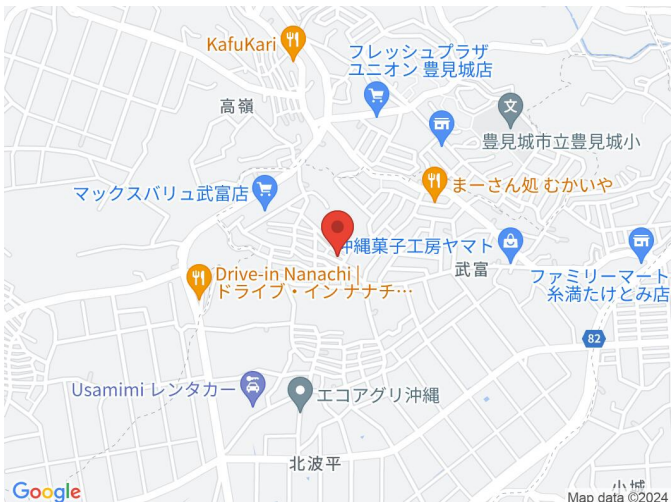 KafuKari
フレッシュプラザ
ユニオン 豊見城店
高嶺
豊見城市立豊見城小
マックスバリュ武富店
まーさん処 むかいや
沖縄菓子工房ヤマト
武富
Drive-in Nanachi |
ドライブ・イン ナナチ…
ファミリーマート
糸満たけとみ店
82
Usamimi レンタカー
エコアグリ沖縄
北波平
小城
Google
Map data ©2024